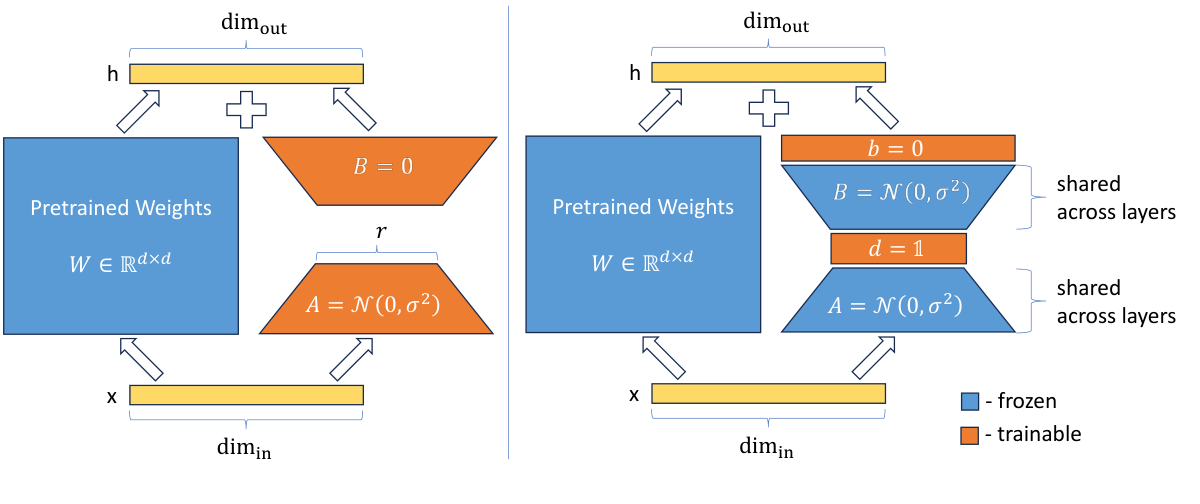 dim_out
h
B = 0
Pretrained Weights
W ∈ ℝ^{d×d}
r
A = 𝒩(0, σ²)
x
dim_in
dim_out
h
b = 0
B = 𝒩(0, σ²)
shared
across layers
Pretrained Weights
W ∈ ℝ^{d×d}
d = 𝟙
A = 𝒩(0, σ²)
shared
across layers
x
dim_in
- frozen
- trainable